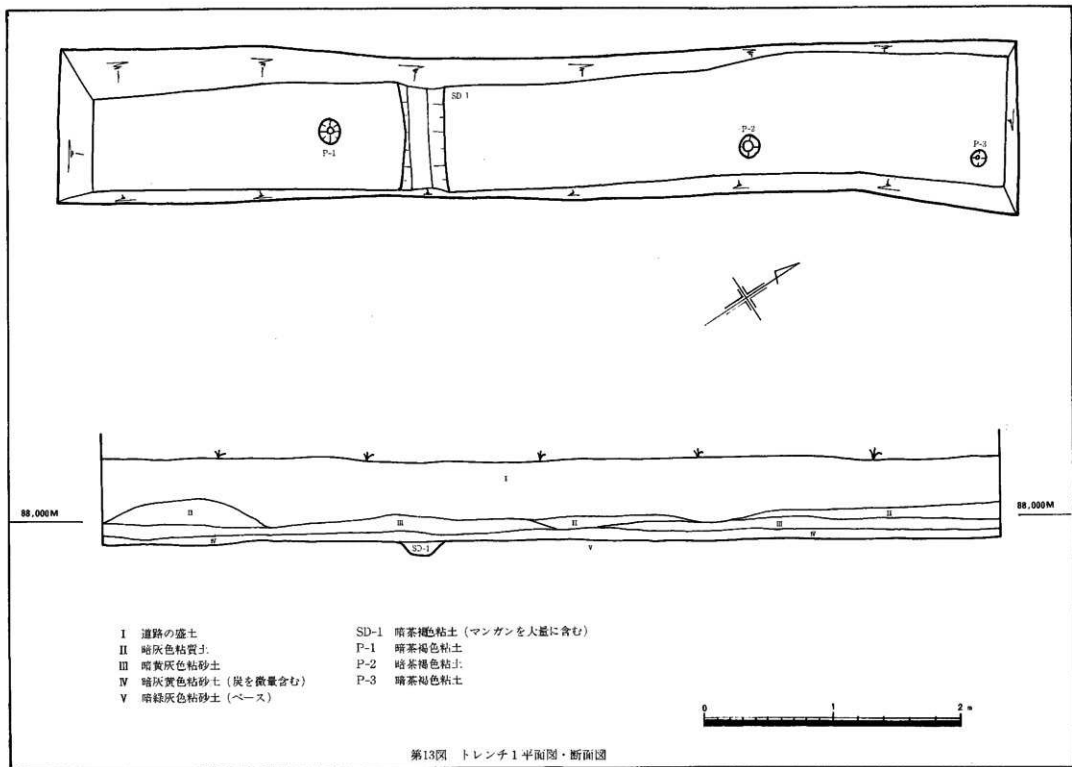 SD 1
P-1
P-2
P-3
I
88.000M
II
III
II
III
II
88.000M
IV
SD-1
V
IV
I 道路の盛土
II 暗灰色粘質土
III 暗黄灰色粘砂土
IV 暗灰黄色粘砂土 (炭を微量含む)
V 暗緑灰色粘砂土 (ベース)
SD-1 暗茶褐色粘土 (マンガンを大量に含む)
P-1 暗茶褐色粘土
P-2 暗茶褐色粘土
P-3 暗茶褐色粘土
0 1 2 m
第13図 トレンチ1平面図・断面図